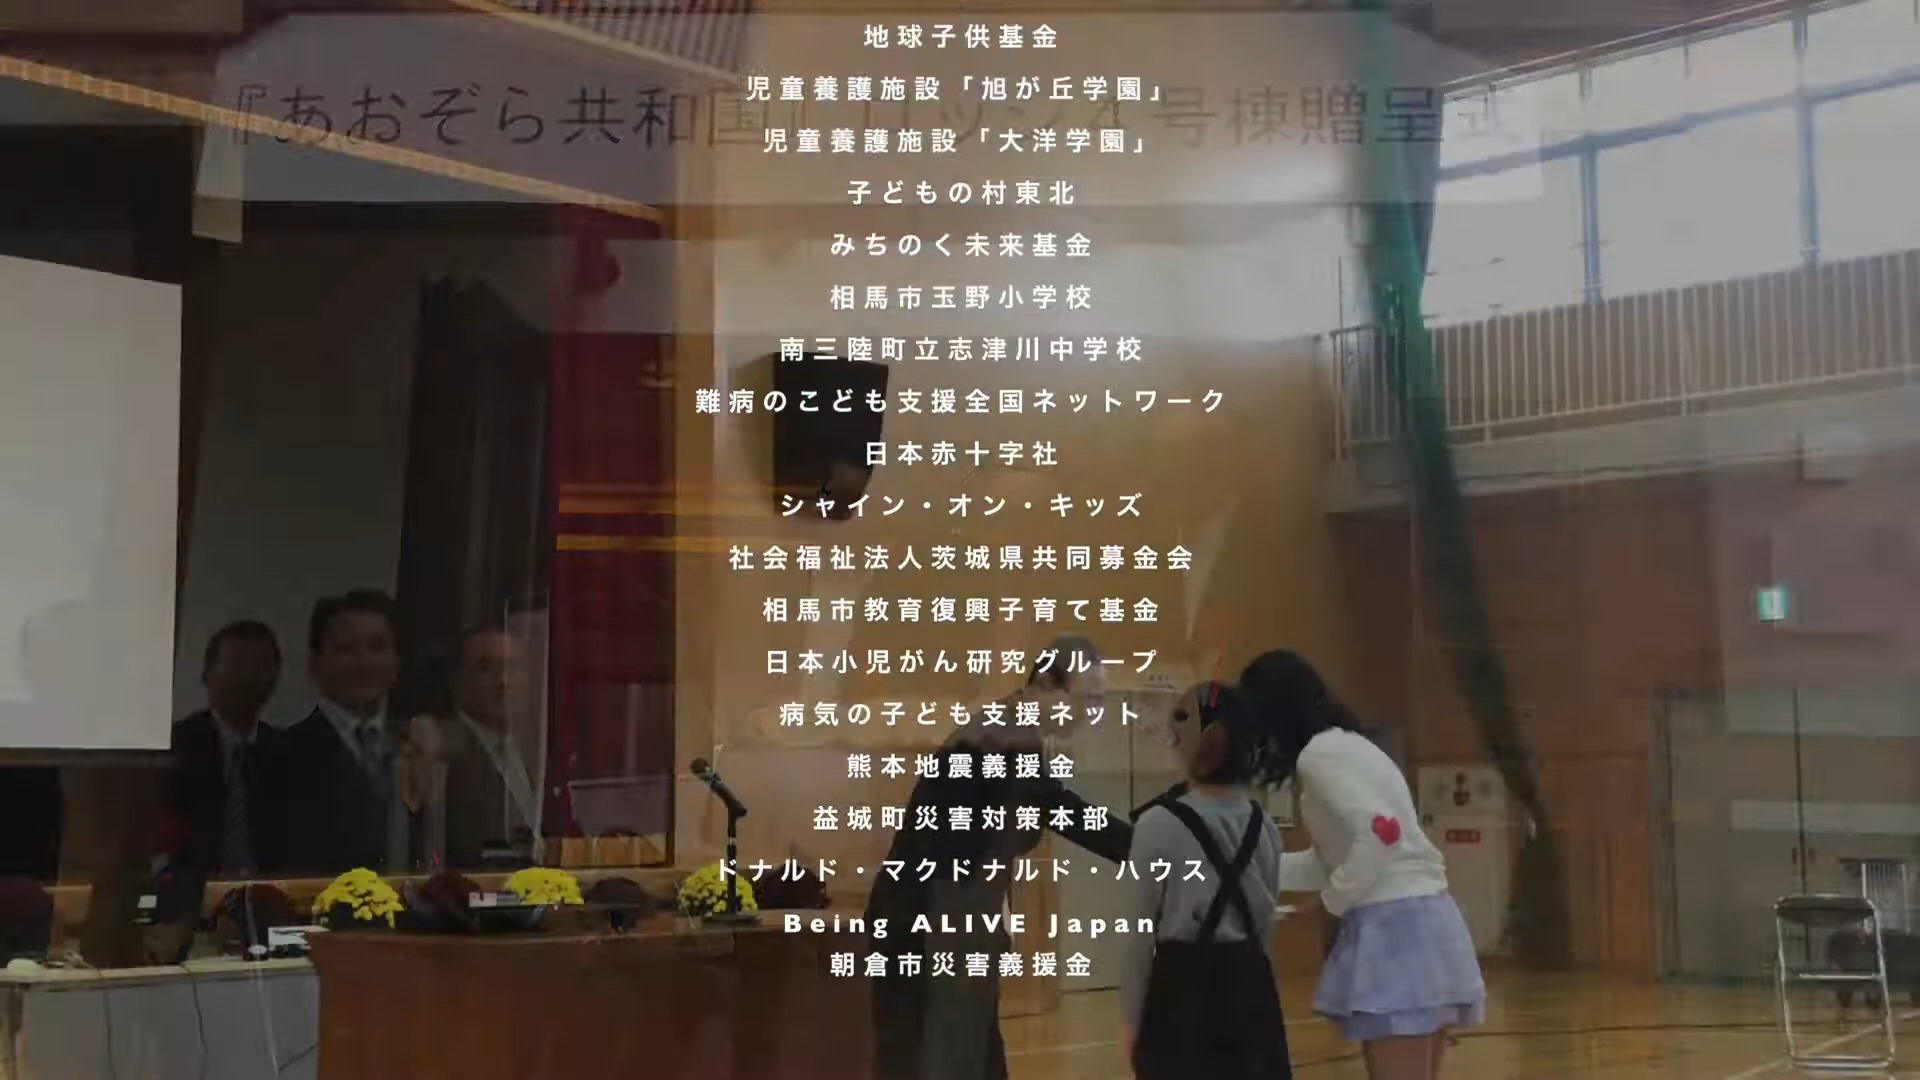 地球子供基金
児童養護施設「旭が丘学園」
『あおぞら共和国』ロッジ4号棟贈呈式
児童養護施設「大洋学園」
子どもの村東北
みちのく未来基金
相馬市玉野小学校
南三陸町立志津川中学校
難病のこども支援全国ネットワーク
日本赤十字社
シャイン・オン・キッズ
社会福祉法人茨城県共同募金会
相馬市教育復興子育て基金
日本小児がん研究グループ
病気の子ども支援ネット
熊本地震義援金
益城町災害対策本部
ドナルド・マクドナルド・ハウス
Being ALIVE Japan
朝倉市災害義援金